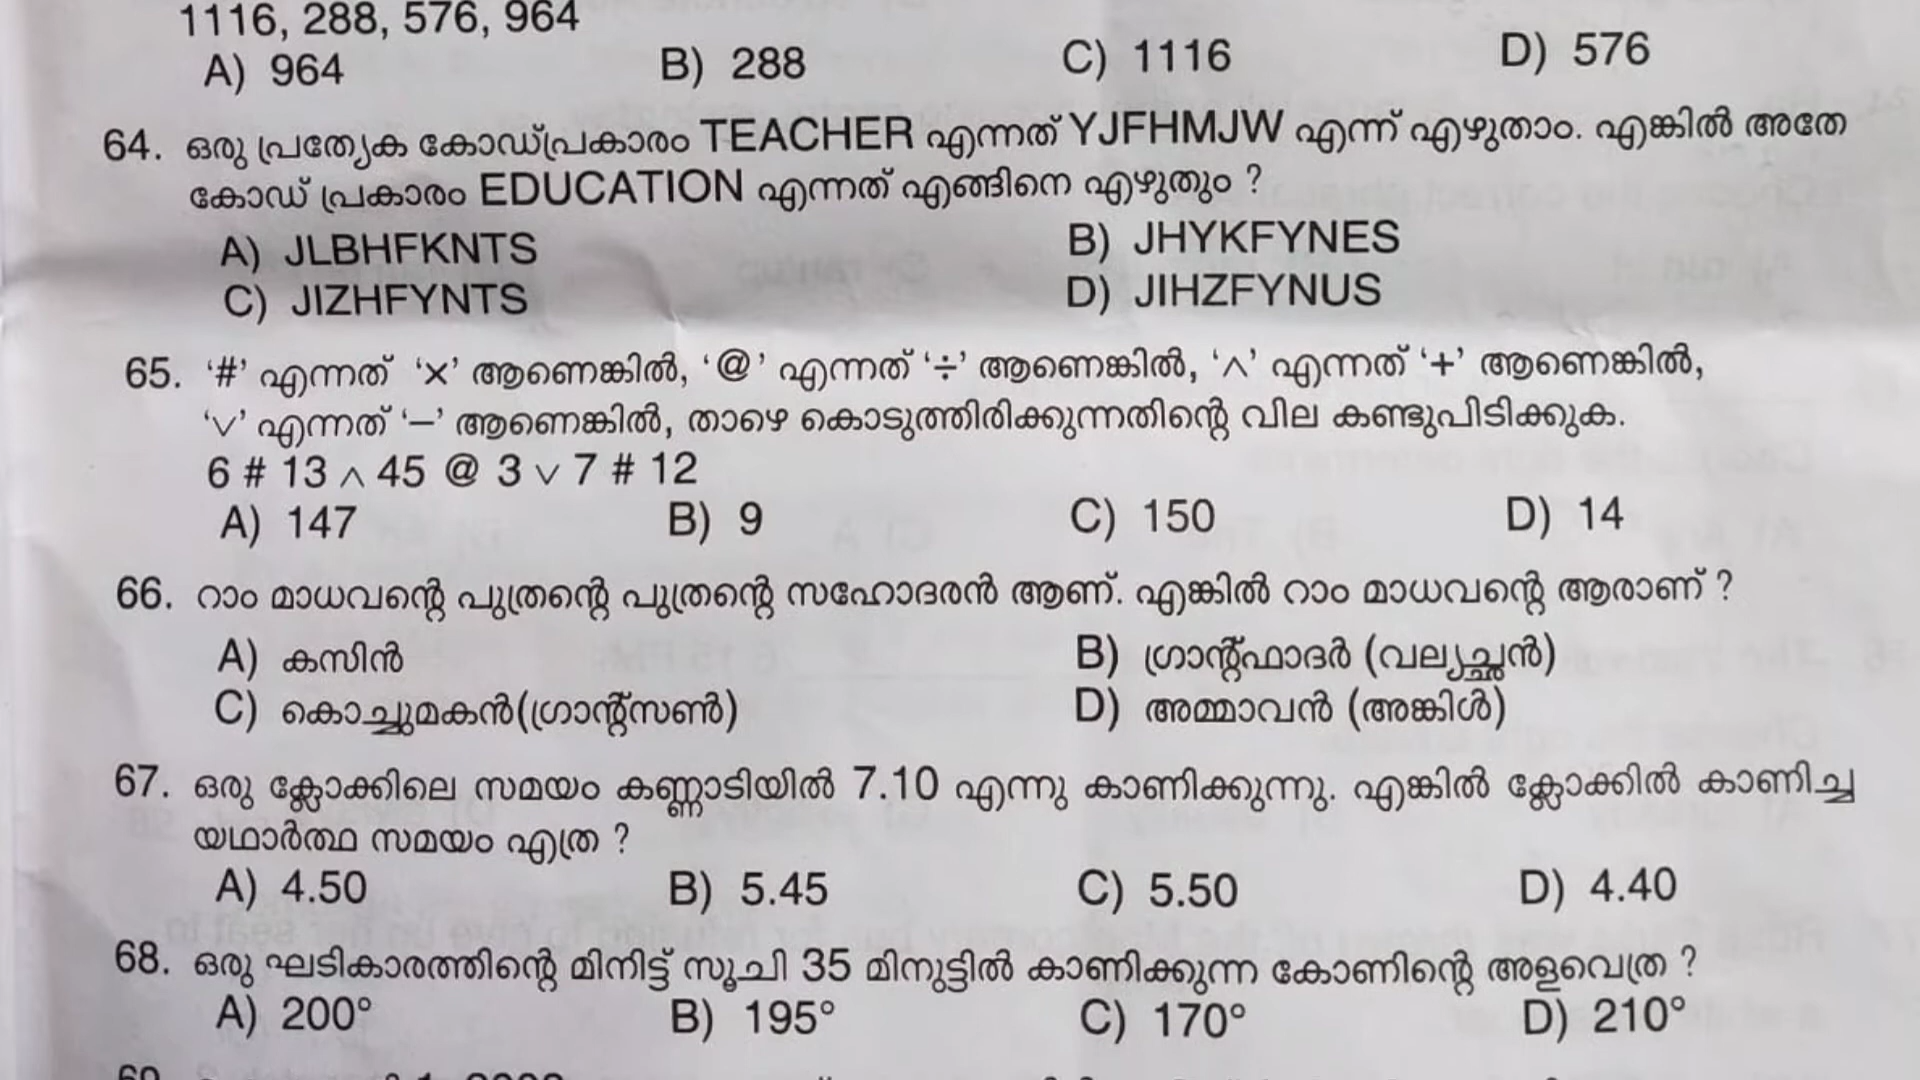 1116, 288, 576, 964
A) 964 B) 288 C) 1116 D) 576
64. ഒരു പ്രത്യേക കോഡ്പ്രകാരം TEACHER എന്നത് YJFHMJW എന്ന് എഴുതാം. എങ്കിൽ അതേ
കോഡ് പ്രകാരം EDUCATION എന്നത് എങ്ങിനെ എഴുതും ?
A) JLBHFKNTS B) JHYKFYNES
C) JIZHFYNTS D) JIHZFYNUS
65. ‘#’ എന്നത് ‘×’ ആണെങ്കിൽ, ‘@’ എന്നത് ‘÷’ ആണെങ്കിൽ, ‘∧’ എന്നത് ‘+’ ആണെങ്കിൽ,
‘∨’ എന്നത് ‘–’ ആണെങ്കിൽ, താഴെ കൊടുത്തിരിക്കുന്നതിന്റെ വില കണ്ടുപിടിക്കുക.
6 # 13 ∧ 45 @ 3 ∨ 7 # 12
A) 147 B) 9 C) 150 D) 14
66. റാം മാധവന്റെ പുത്രന്റെ പുത്രന്റെ സഹോദരൻ ആണ്. എങ്കിൽ റാം മാധവന്റെ ആരാണ് ?
A) കസിൻ B) ഗ്രാന്റ്ഫാദർ (വല്യച്ഛൻ)
C) കൊച്ചുമകൻ(ഗ്രാന്റ്സൺ) D) അമ്മാവൻ (അങ്കിൾ)
67. ഒരു ക്ലോക്കിലെ സമയം കണ്ണാടിയിൽ 7.10 എന്നു കാണിക്കുന്നു. എങ്കിൽ ക്ലോക്കിൽ കാണിച്ച
യഥാർത്ഥ സമയം എത്ര ?
A) 4.50 B) 5.45 C) 5.50 D) 4.40
68. ഒരു ഘടികാരത്തിന്റെ മിനിട്ട് സൂചി 35 മിനുട്ടിൽ കാണിക്കുന്ന കോണിന്റെ അളവെത്ര ?
A) 200° B) 195° C) 170° D) 210°